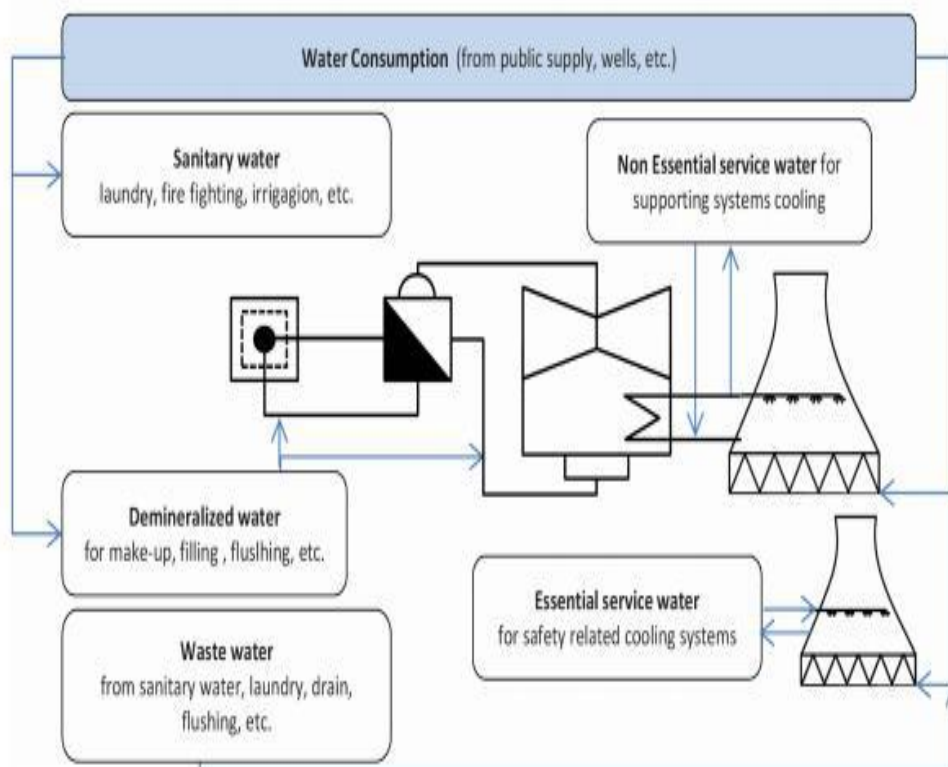 Water Consumption (from public supply, wells, etc.)
Sanitary water
laundry, fire fighting, irrigagion, etc.
Non Essential service water for
supporting systems cooling
Demineralized water
for make-up, filling , fluslhing, etc.
Essential service water
for safety related cooling systems
Waste water
from sanitary water, laundry, drain,
flushing, etc.